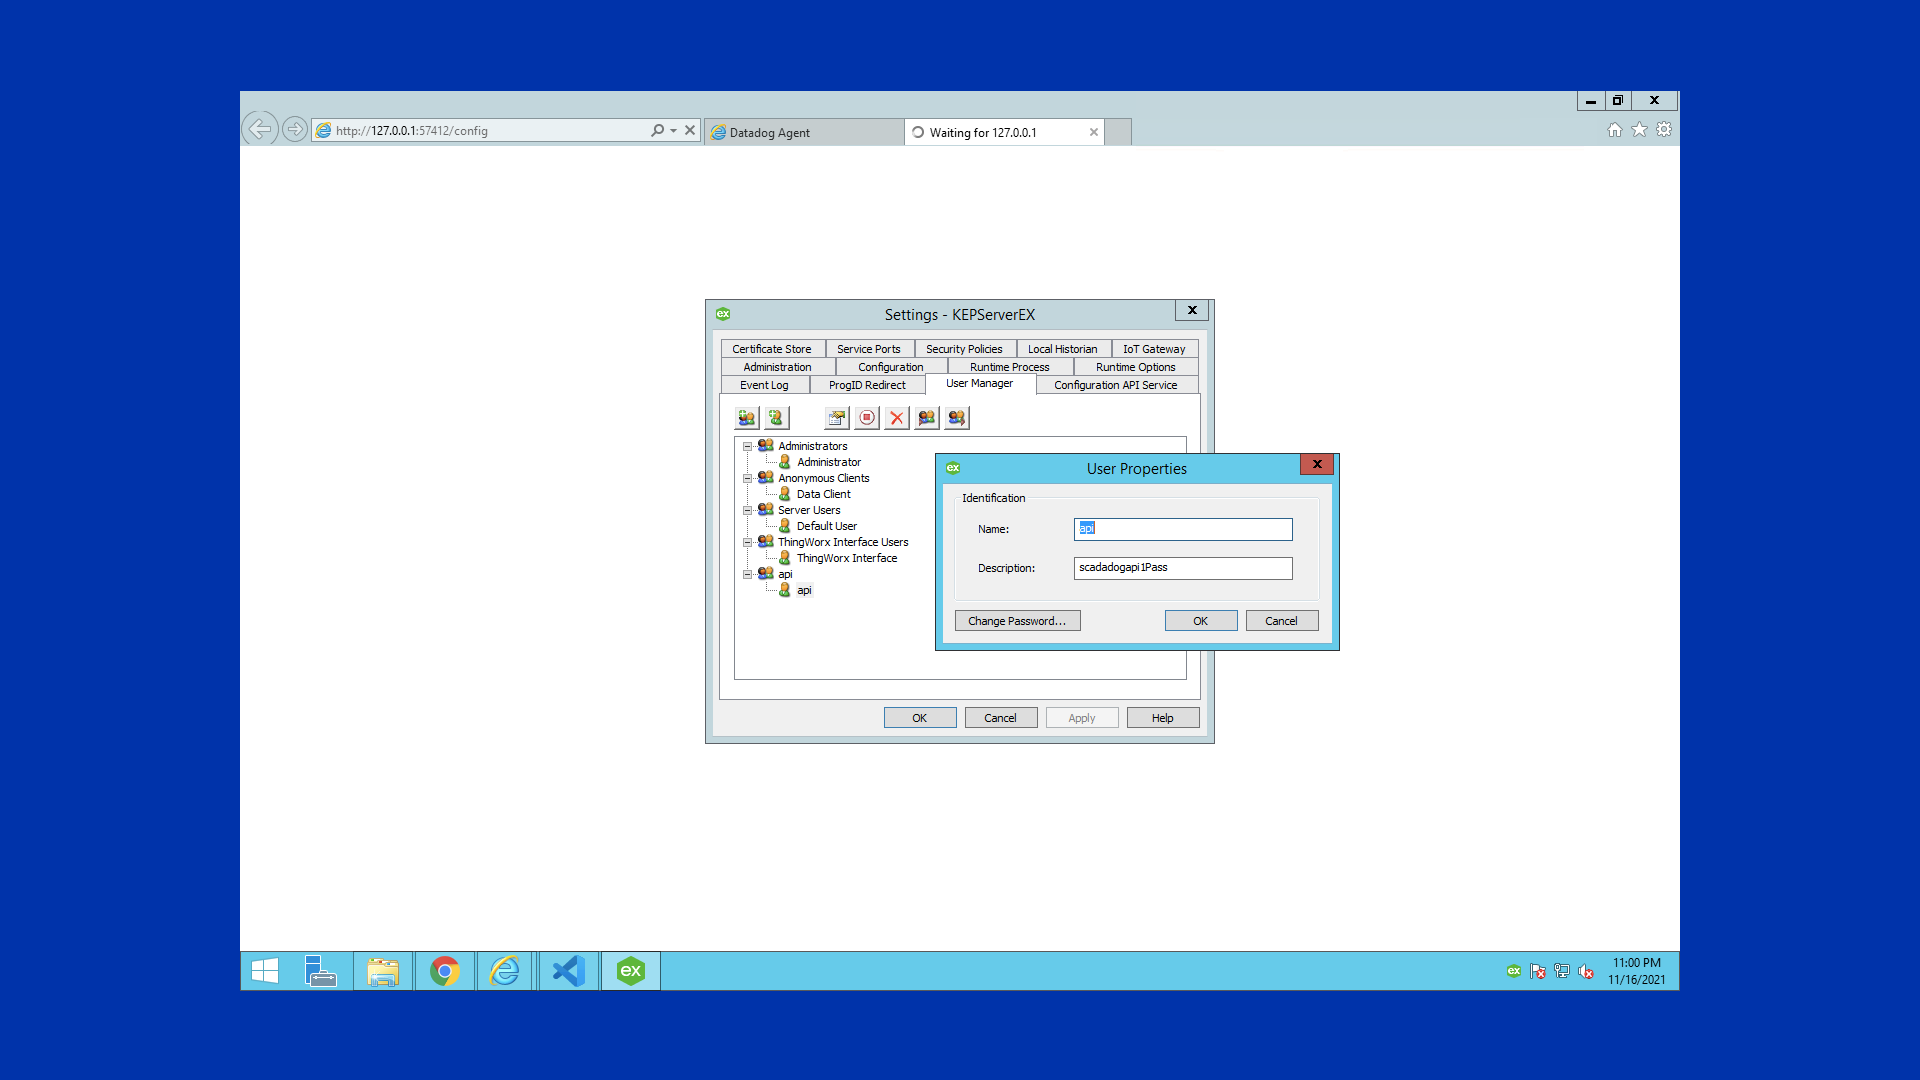 http://127.0.0.1:57412/config
Datadog Agent
Waiting for 127.0.0.1
ex
Settings - KEPServerEX
Certificate Store
Service Ports
Security Policies
Local Historian
IoT Gateway
Administration
Configuration
Runtime Process
Runtime Options
Event Log
ProgID Redirect
User Manager
Configuration API Service
Administrators
Administrator
Anonymous Clients
Data Client
Server Users
Default User
ThingWorx Interface Users
ThingWorx Interface
api
api
ex
User Properties
Identification
Name:
api
Description:
scadadogapi1Pass
Change Password...
OK
Cancel
OK
Cancel
Apply
Help
ex
ex
11:00 PM
11/16/2021